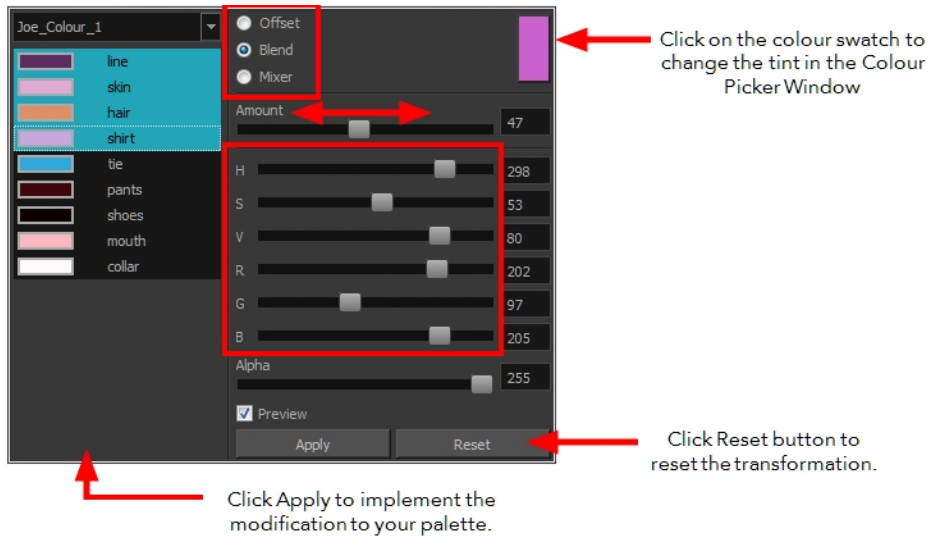 Joe_Colour_1
line
skin
hair
shirt
tie
pants
shoes
mouth
collar
Offset
Blend
Mixer
Amount
47
H
298
S
53
V
80
R
202
G
97
B
205
Alpha
255
Preview
Apply
Reset
Click on the colour swatch to
change the tint in the Colour
Picker Window
Click Reset button to
reset the transformation.
Click Apply to implement the
modification to your palette.